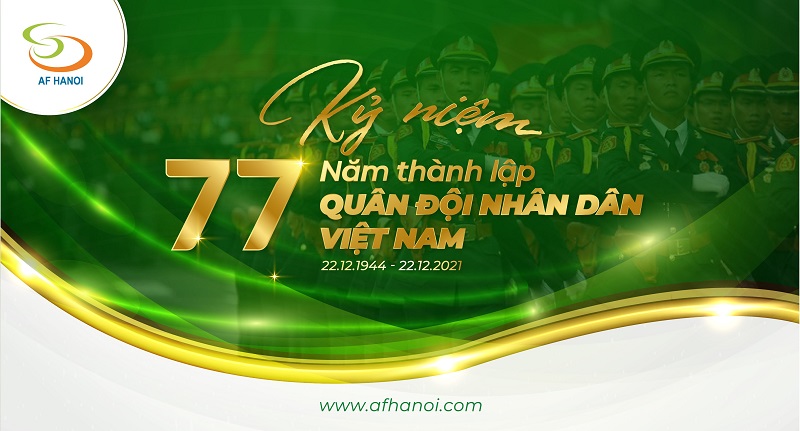 AF HANOI
Kỷ niệm
77
Năm thành lập
QUÂN ĐỘI NHÂN DÂN
VIỆT NAM
22.12.1944 - 22.12.2021
www.afhanoi.com